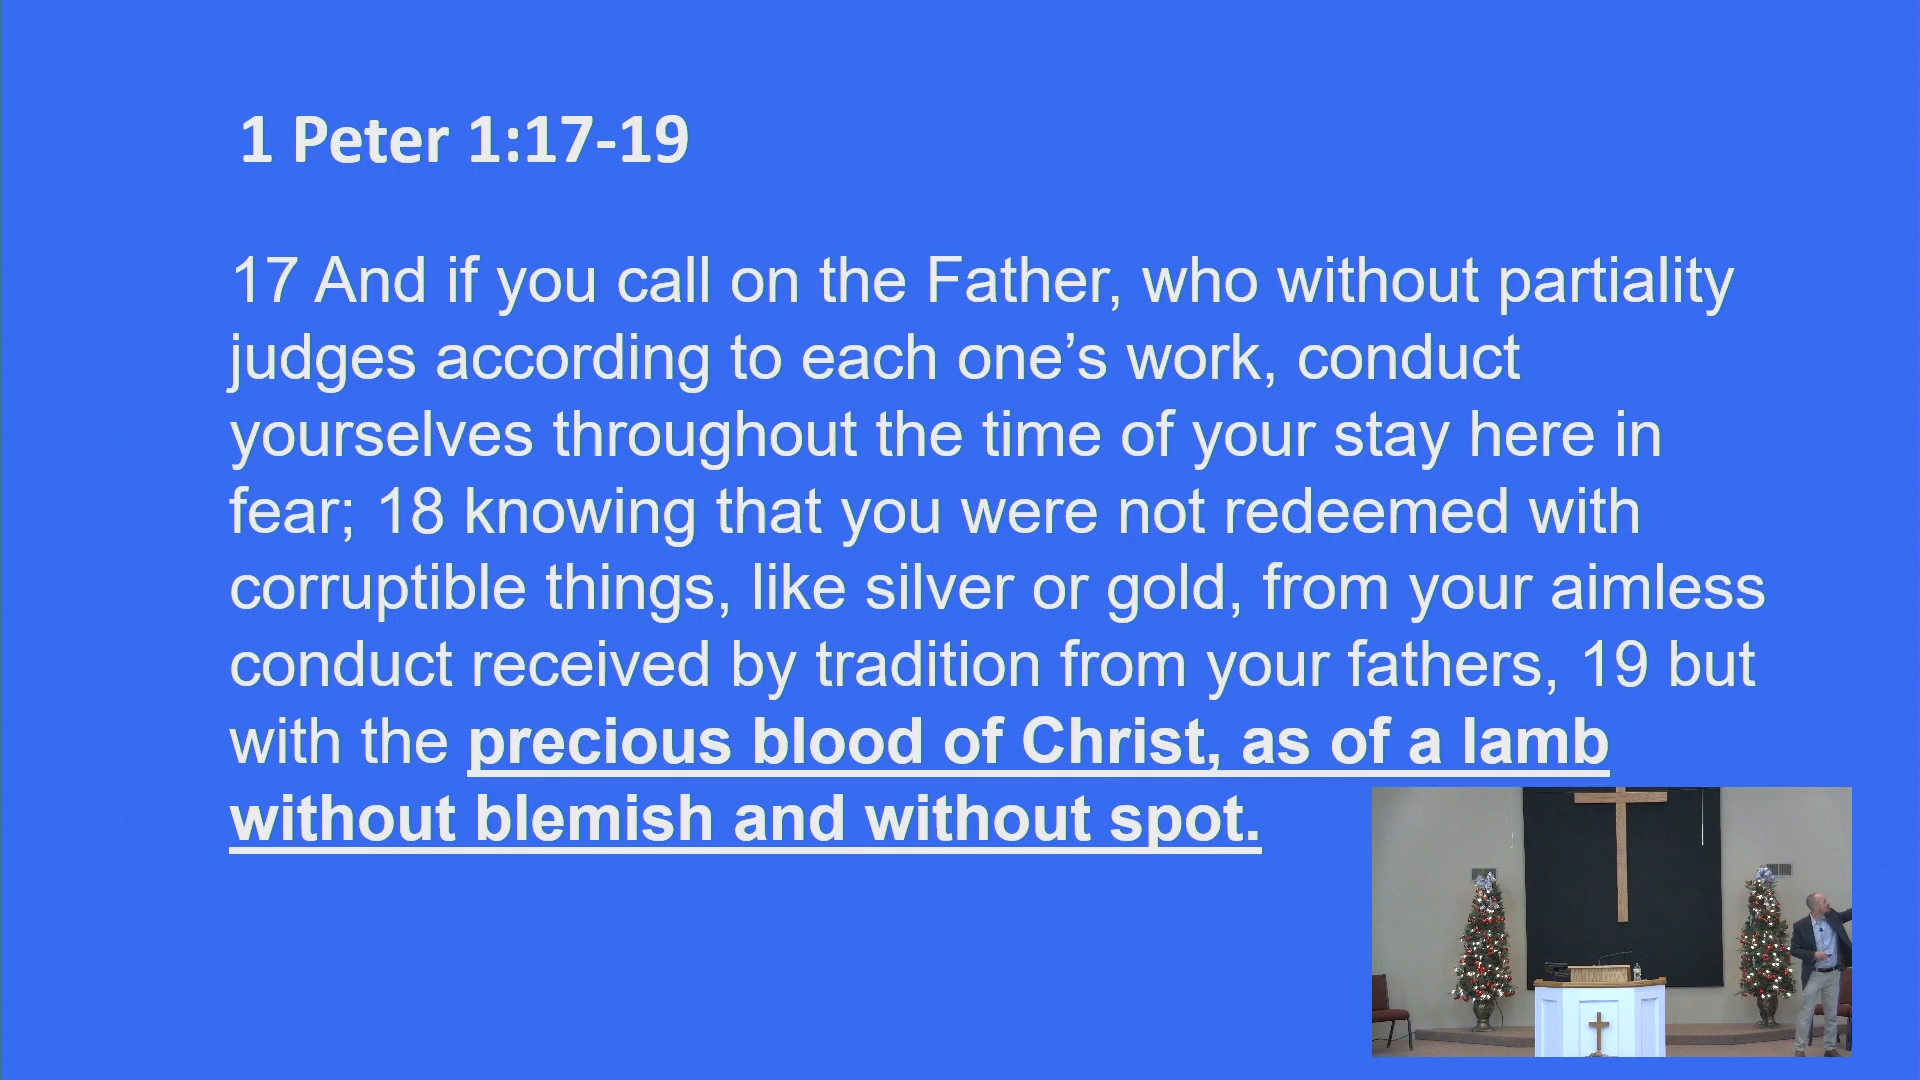 1 Peter 1:17-19
17 And if you call on the Father, who without partiality
judges according to each one’s work, conduct
yourselves throughout the time of your stay here in
fear; 18 knowing that you were not redeemed with
corruptible things, like silver or gold, from your aimless
conduct received by tradition from your fathers, 19 but
with the precious blood of Christ, as of a lamb
without blemish and without spot.